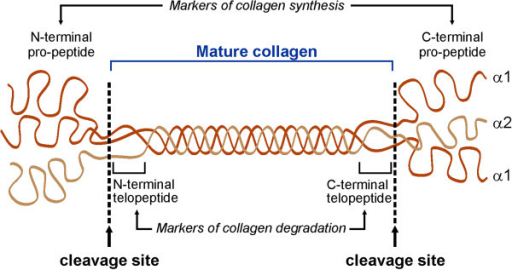 Markers of collagen synthesis
N-terminal
pro-peptide
C-terminal
pro-peptide
Mature collagen
α1
α2
α1
N-terminal
telopeptide
C-terminal
telopeptide
Markers of collagen degradation
cleavage site
cleavage site